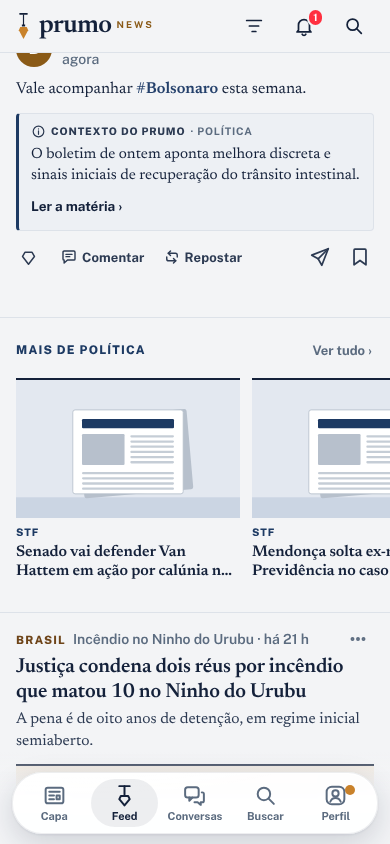 prumo NEWS
1
agora
Vale acompanhar #Bolsonaro esta semana.
CONTEXTO DO PRUMO · POLÍTICA
O boletim de ontem aponta melhora discreta e
sinais iniciais de recuperação do trânsito intestinal.
Ler a matéria ›
Comentar Repostar
MAIS DE POLÍTICA Ver tudo ›
STF
Senado vai defender Van
Hattem em ação por calúnia n...
STF
Mendonça solta ex-
Previdência no caso
BRASIL Incêndio no Ninho do Urubu · há 21 h
Justiça condena dois réus por incêndio
que matou 10 no Ninho do Urubu
A pena é de oito anos de detenção, em regime inicial
semiaberto.
Capa Feed Conversas Buscar Perfil